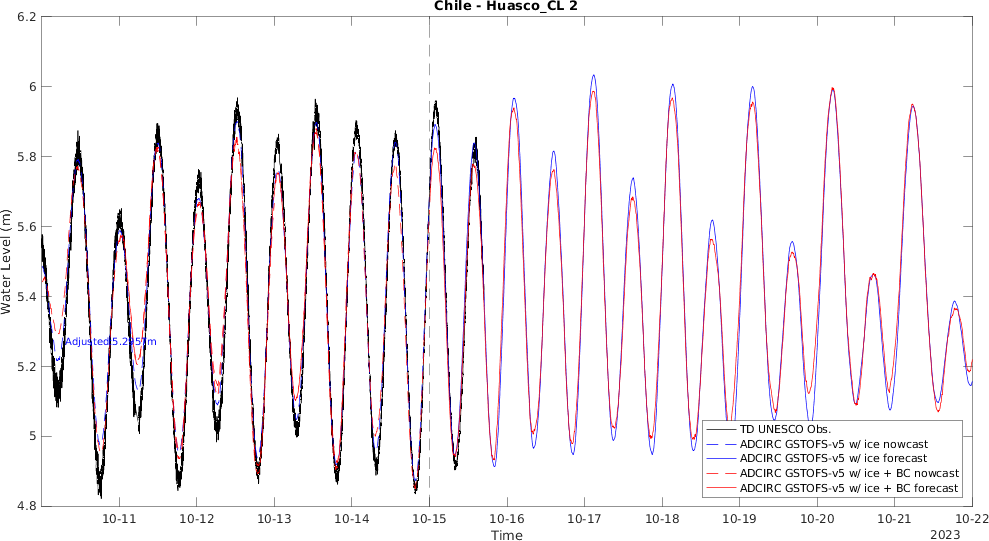 Chile - Huasco_CL 2
Water Level (m)
6.2
6
5.8
5.6
5.4
5.2
5
4.8
TD UNESCO Obs.
ADCIRC GSTOFS-v5 w/ ice nowcast
ADCIRC GSTOFS-v5 w/ ice forecast
ADCIRC GSTOFS-v5 w/ ice + BC nowcast
ADCIRC GSTOFS-v5 w/ ice + BC forecast
10-11 10-12 10-13 10-14 10-15 10-16 10-17 10-18 10-19 10-20 10-21 10-22
Time
2023